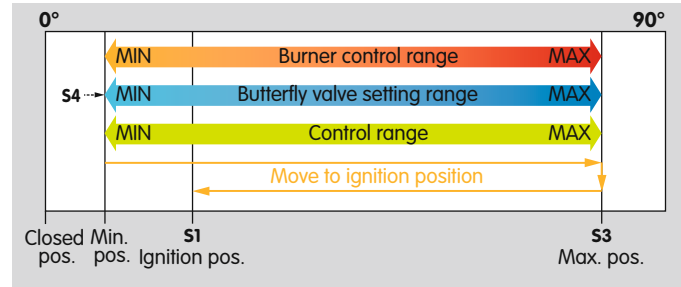 0° 90°
MIN Burner control range MAX
S4 MIN Butterfly valve setting range MAX
MIN Control range MAX
Move to ignition position
Closed Min. S1 S3
pos. pos. Ignition pos. Max. pos.